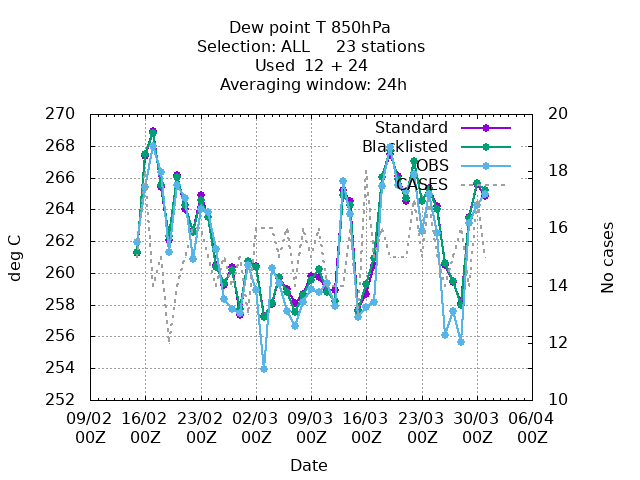 Dew point T 850hPa
Selection: ALL     23 stations
Used  12 + 24
Averaging window: 24h
270
268
266
264
262
260
258
256
254
252
20
18
16
14
12
10
Standard
Blacklisted
OBS
CASES
deg C
No cases
09/02 16/02 23/02 02/03 09/03 16/03 23/03 30/03 06/04
00Z 00Z 00Z 00Z 00Z 00Z 00Z 00Z 00Z
Date